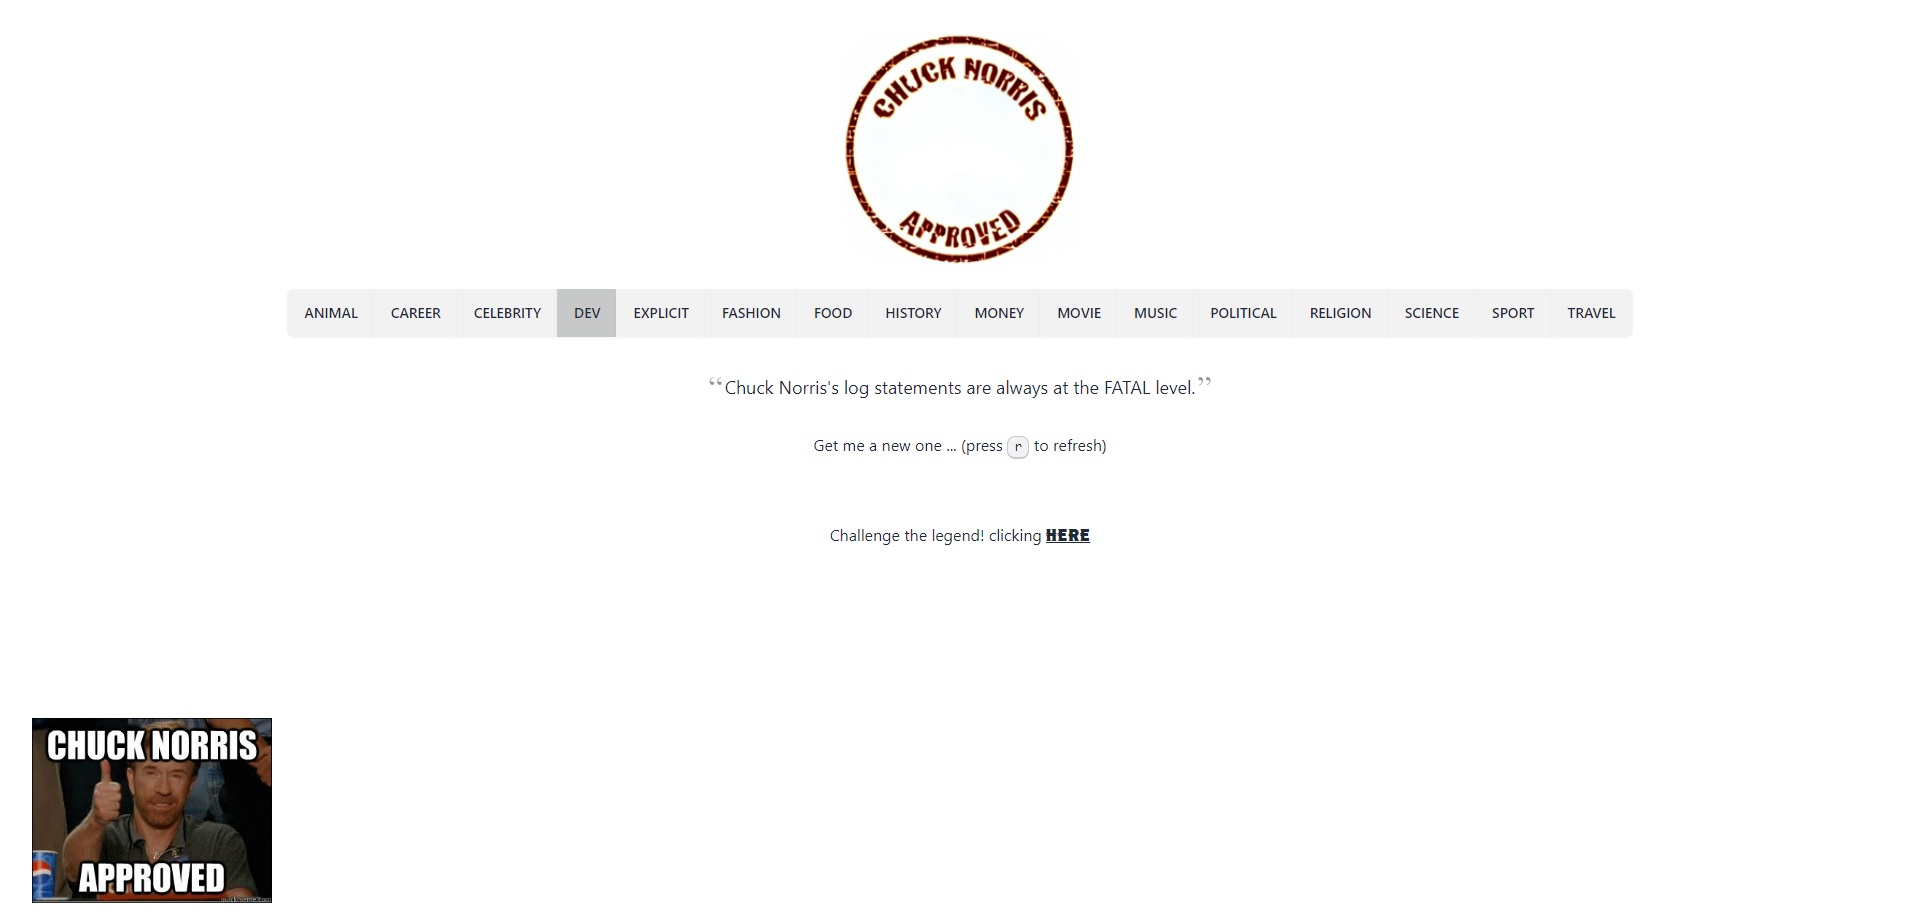 CHUCK NORRIS
APPROVED
ANIMAL CAREER CELEBRITY DEV EXPLICIT FASHION FOOD HISTORY MONEY MOVIE MUSIC POLITICAL RELIGION SCIENCE SPORT TRAVEL
“Chuck Norris's log statements are always at the FATAL level.”
Get me a new one ... (press r to refresh)
Challenge the legend! clicking HERE
CHUCK NORRIS
APPROVED
quickmeme.com